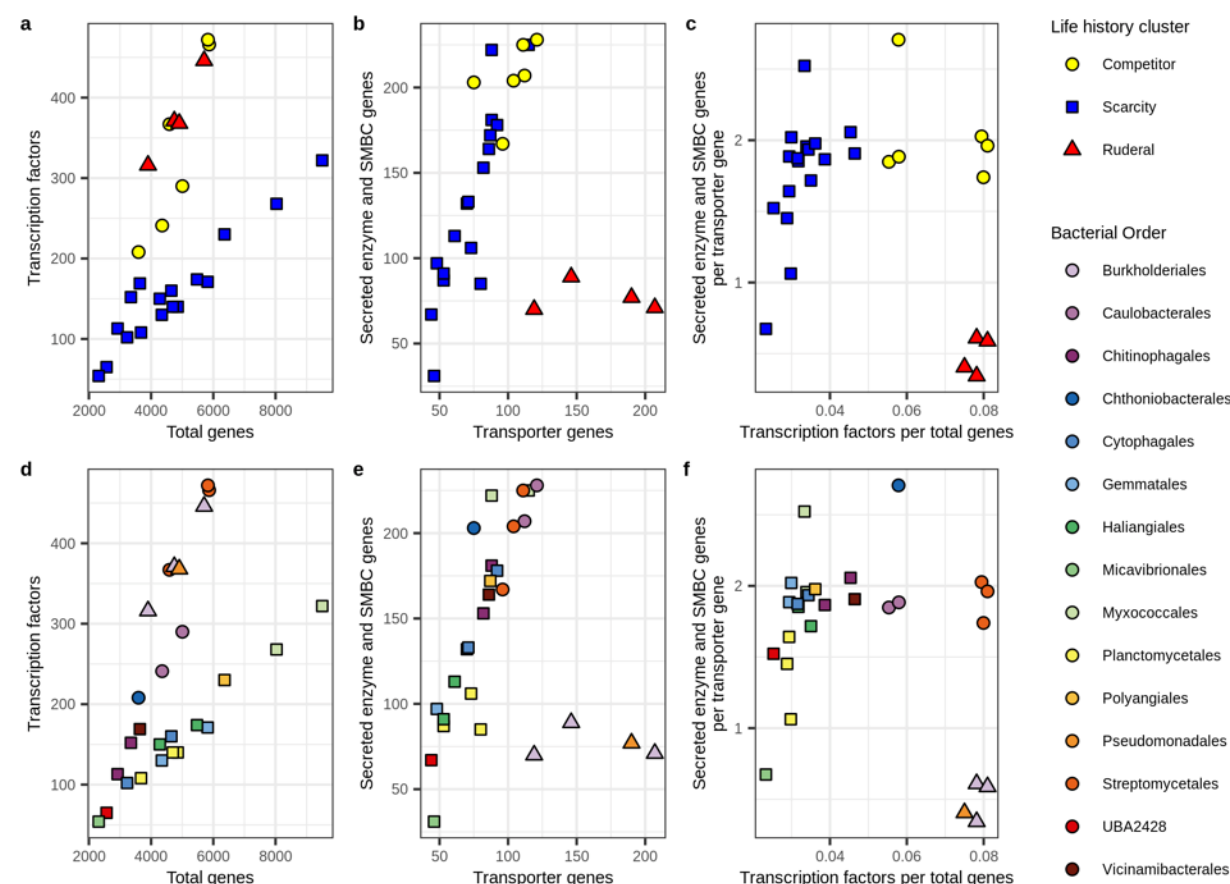 a
Transcription factors
400
300
200
100
2000
4000
6000
8000
Total genes
b
Secreted enzyme and SMBC genes
200
150
100
50
50
100
150
200
Transporter genes
c
Secreted enzyme and SMBC genes
per transporter gene
2
1
0.04
0.06
0.08
Transcription factors per total genes
Life history cluster
Competitor
Scarcity
Ruderal
Bacterial Order
Burkholderiales
Caulobacterales
Chitinophagales
Chthoniobacterales
Cytophagales
Gemmatales
Haliangiales
Micavibrionales
Myxococcales
Planctomycetales
Polyangiales
Pseudomonadales
Streptomycetales
UBA2428
Vicinamibacterales
d
Transcription factors
400
300
200
100
2000
4000
6000
8000
Total genes
e
Secreted enzyme and SMBC genes
200
150
100
50
50
100
150
200
Transporter genes
f
Secreted enzyme and SMBC genes
per transporter gene
2
1
0.04
0.06
0.08
Transcription factors per total genes